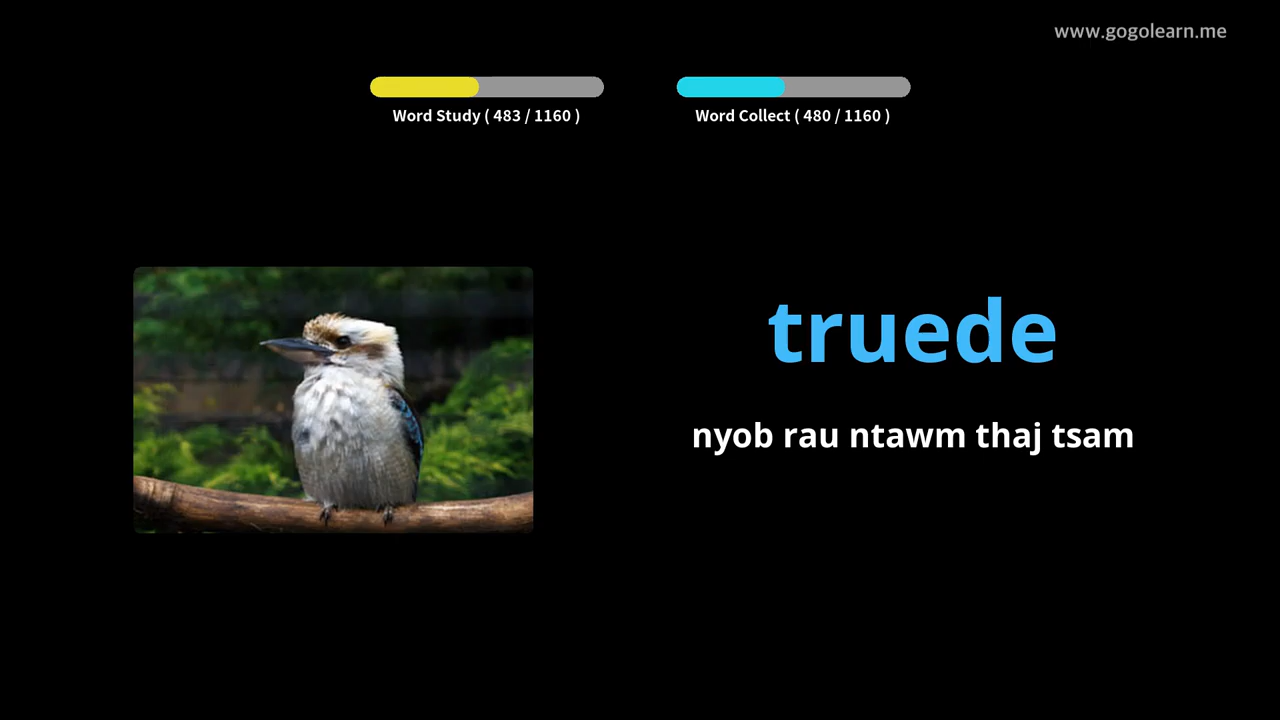 www.gogolearn.me
Word Study ( 483 / 1160 )
Word Collect ( 480 / 1160 )
truede
nyob rau ntawm thaj tsam